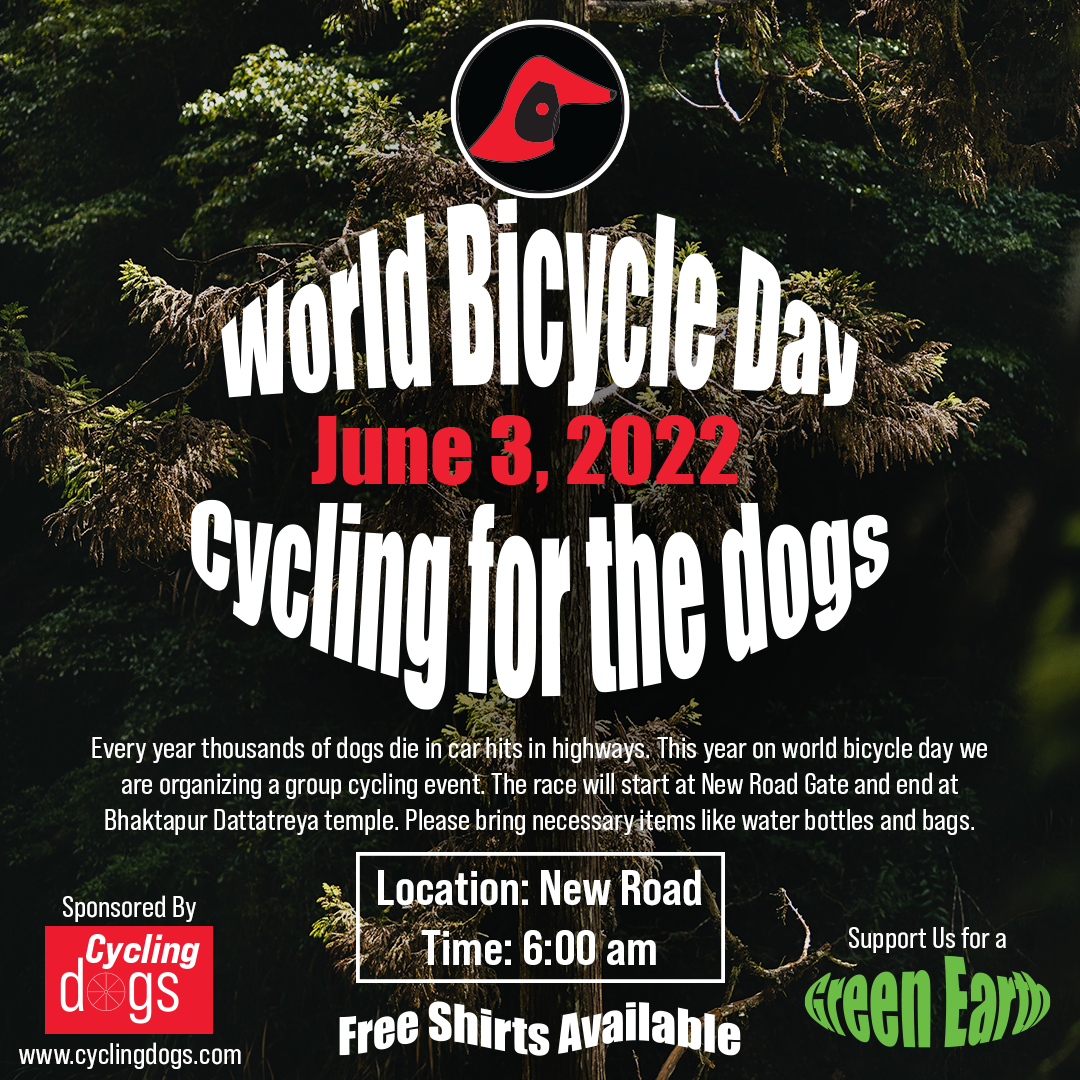 World Bicycle Day
June 3, 2022
Cycling for the dogs
Every year thousands of dogs die in car hits in highways. This year on world bicycle day we
are organizing a group cycling event. The race will start at New Road Gate and end at
Bhaktapur Dattatreya temple. Please bring necessary items like water bottles and bags.
Location: New Road
Time: 6:00 am
Free Shirts Available
Sponsored By
Cycling
dogs
www.cyclingdogs.com
Support Us for a
Green Earth